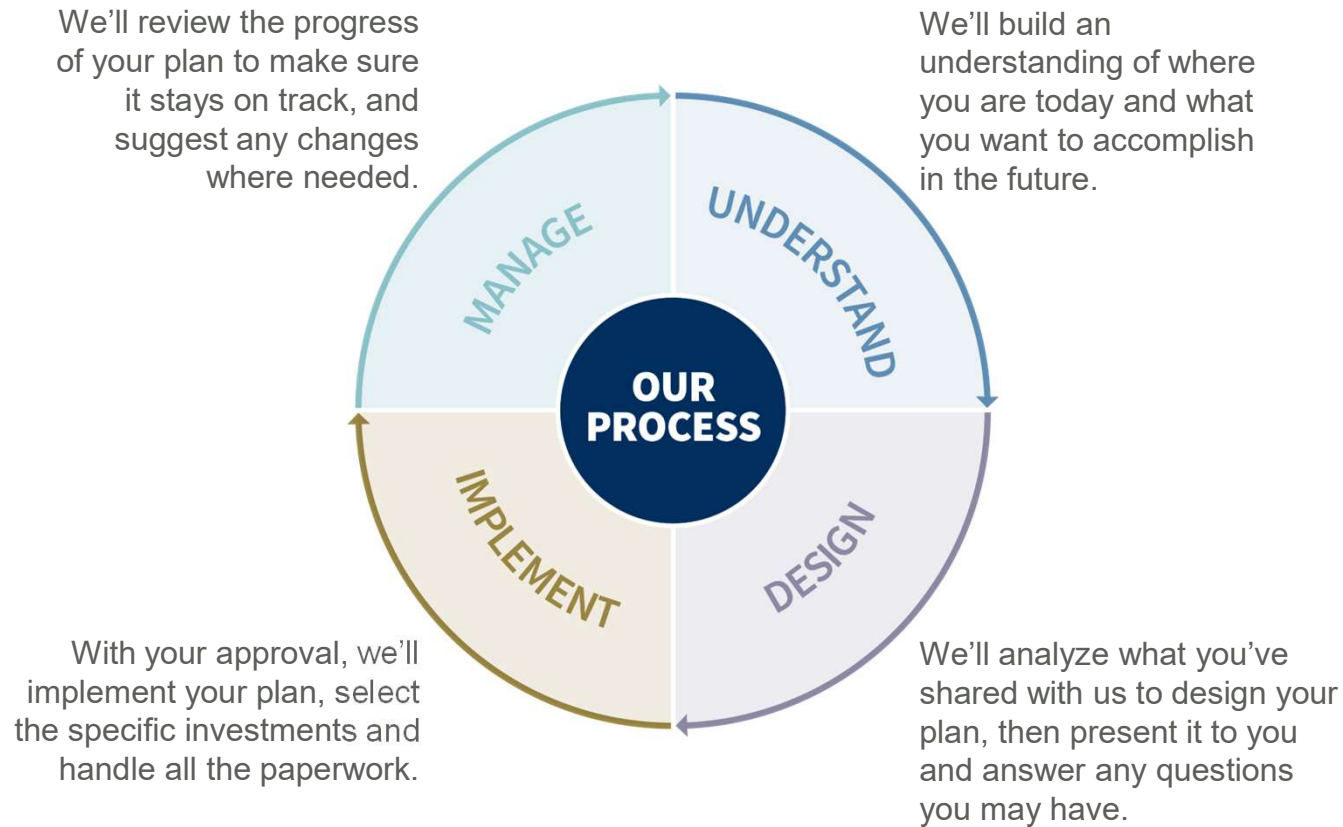 We’ll review the progress
of your plan to make sure
it stays on track, and
suggest any changes
where needed.
We’ll build an
understanding of where
you are today and what
you want to accomplish
in the future.
MANAGE
UNDERSTAND
OUR
PROCESS
IMPLEMENT
DESIGN
With your approval, we’ll
implement your plan, select
the specific investments and
handle all the paperwork.
We’ll analyze what you’ve
shared with us to design your
plan, then present it to you
and answer any questions
you may have.